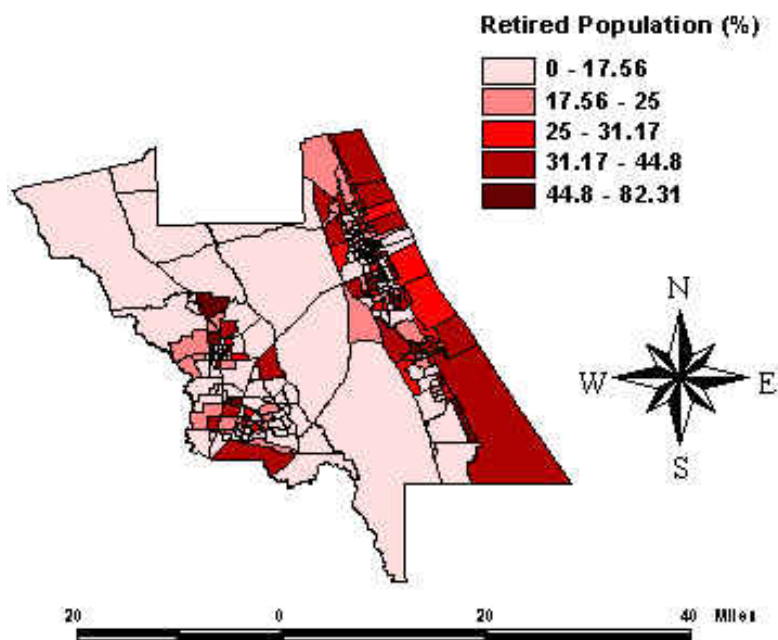 Retired Population (%)
0 - 17.56
17.56 - 25
25 - 31.17
31.17 - 44.8
44.8 - 82.31
N
W E
S
20 0 20 40 Miles